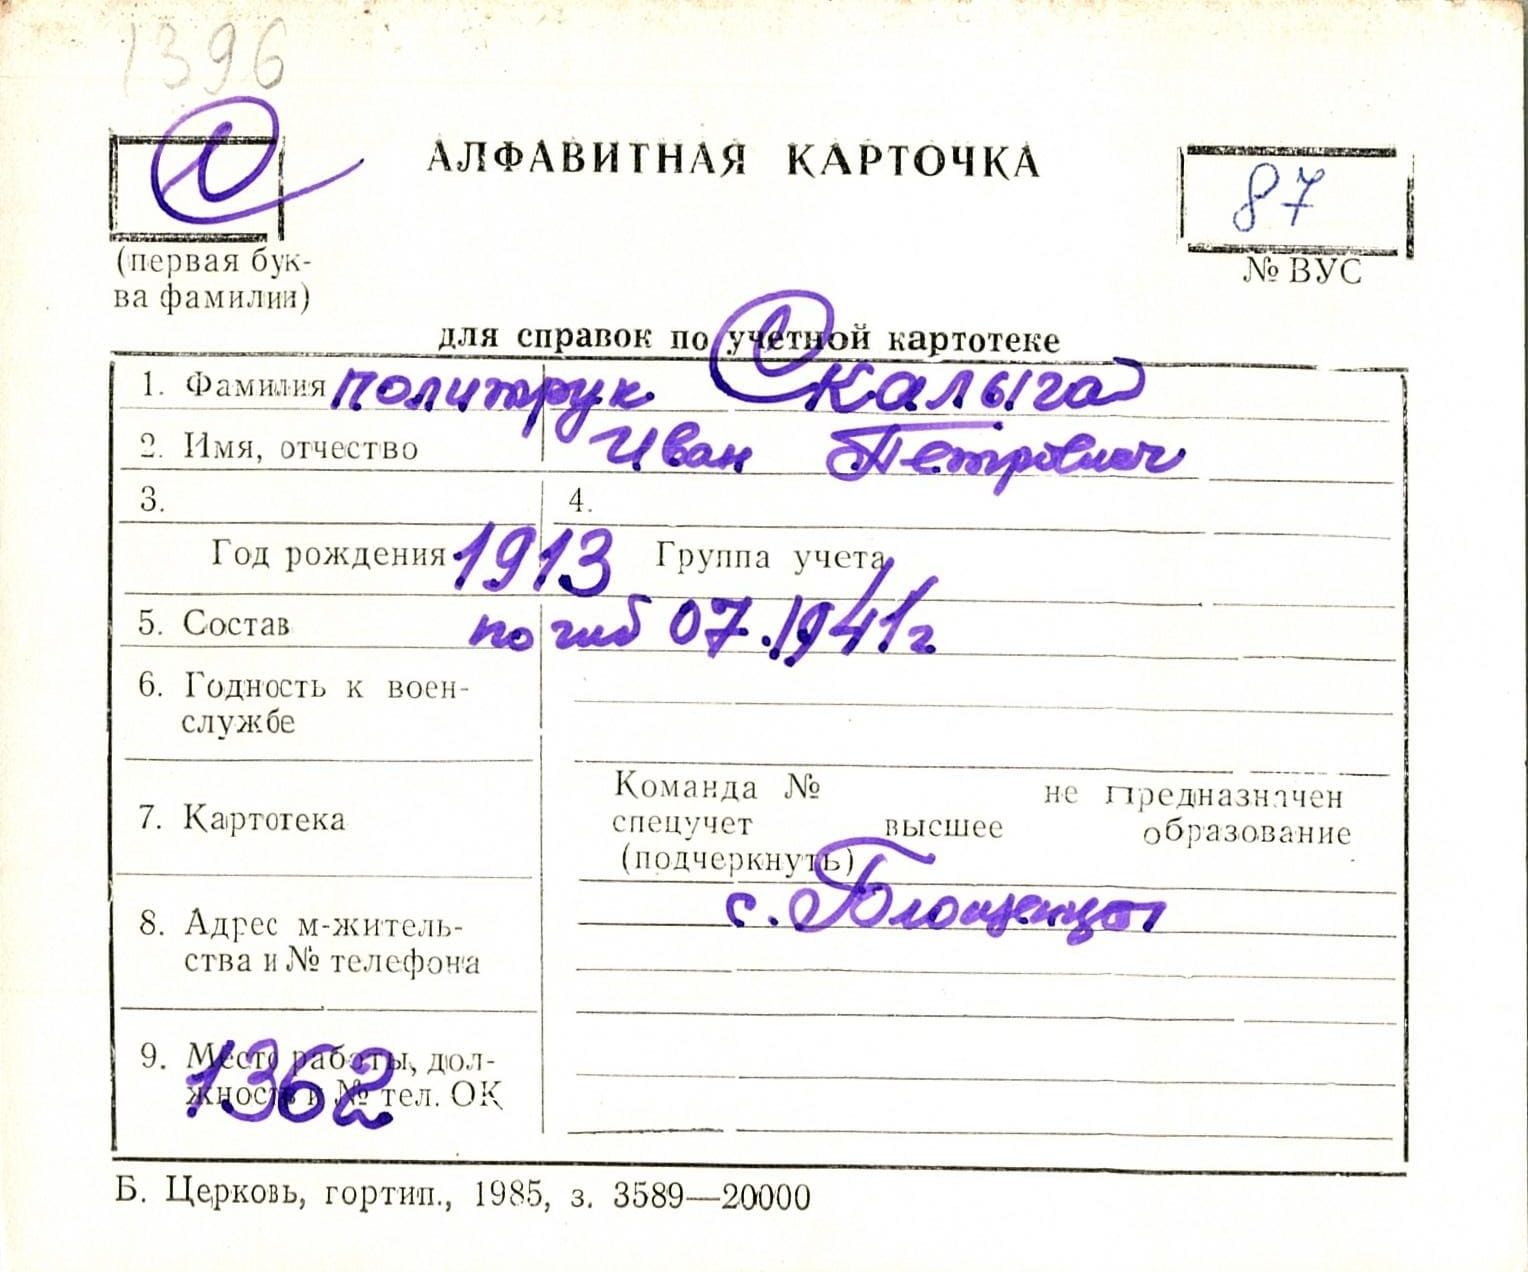 1396
С
АЛФАВИТНАЯ КАРТОЧКА
87
(первая бук-
ва фамилии)
№ ВУС
для справок по учетной картотеке
1. Фамилия политрук Скалыга
2. Имя, отчество Иван Петрович
3. 4.
Год рождения 1913 Группа учета
5. Состав погиб 07.1941г
6. Годность к воен-
службе
7. Картотека
Команда № не предназначен
спецучет высшее образование
(подчеркнуть)
8. Адрес м-житель-
ства и № телефона
с. Блощинцы
9. Место работы, дол-
жность и № тел. ОК
1362
Б. Церковь, гортип., 1985, з. 3589—20000